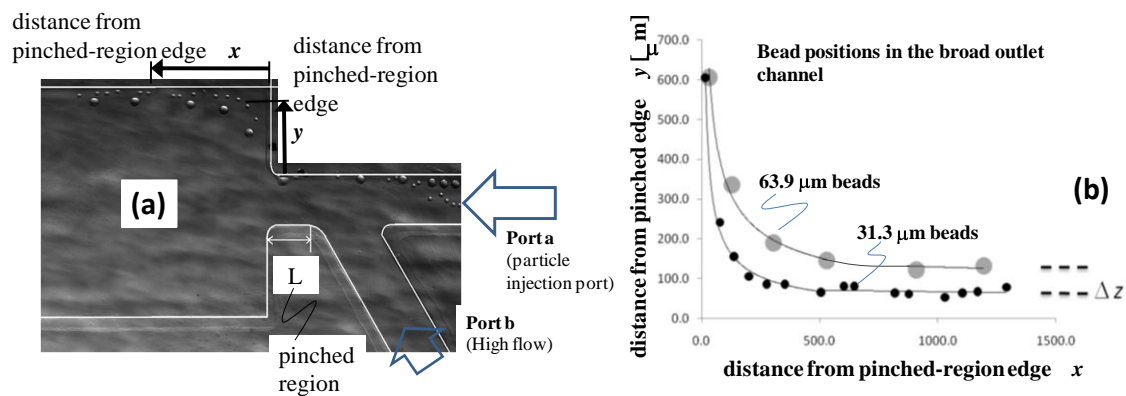 distance from
pinched-region edge x
distance from
pinched-region
edge
y
(a)
L
pinched
region
Port a
(particle
injection port)
Port b
(High flow)
distance from pinched edge y [ μm
700.0
600.0
500.0
400.0
300.0
200.0
100.0
0.0
Bead positions in the broad outlet
channel
63.9 μm beads
31.3 μm beads
(b)
Δz
0.0 500.0 1000.0 1500.0
distance from pinched-region edge x